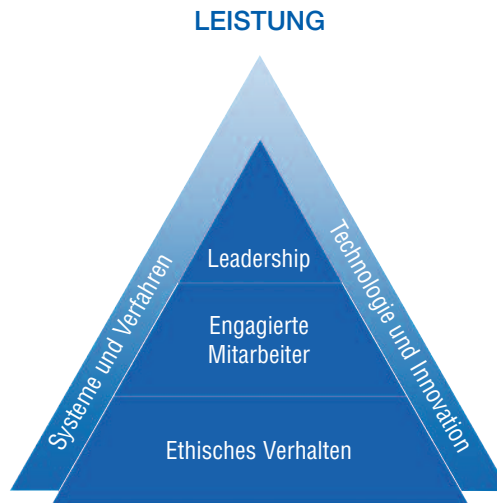 LEISTUNG
Systeme und Verfahren
Technologie und Innovation
Leadership
Engagierte
Mitarbeiter
Ethisches Verhalten